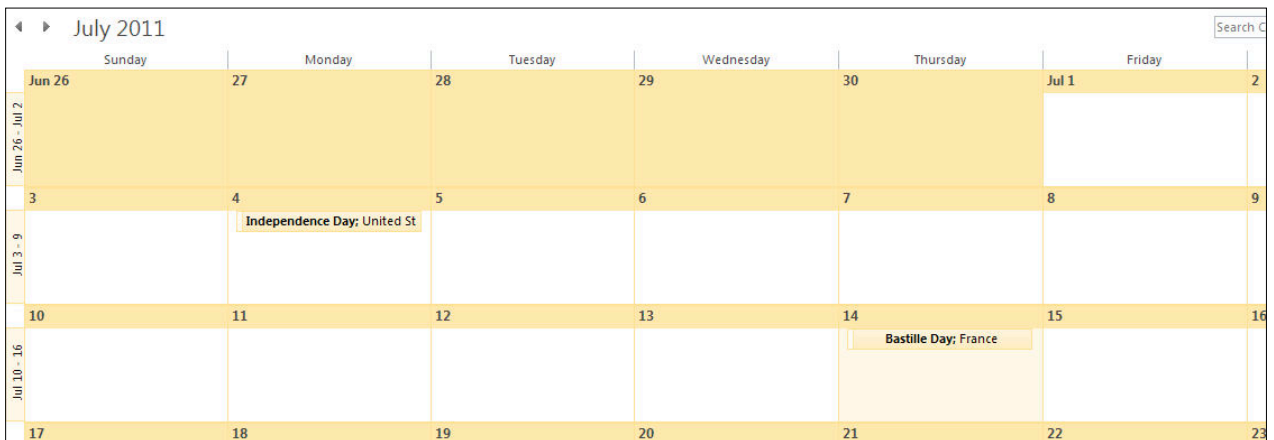 July 2011
Search C
Sunday Monday Tuesday Wednesday Thursday Friday
Jun 26 27 28 29 30 Jul 1 2
Jun 26 - Jul 2
3 4 5 6 7 8 9
Independence Day; United St
Jul 3 - 9
10 11 12 13 14 15 16
Bastille Day; France
Jul 10 - 16
17 18 19 20 21 22 23